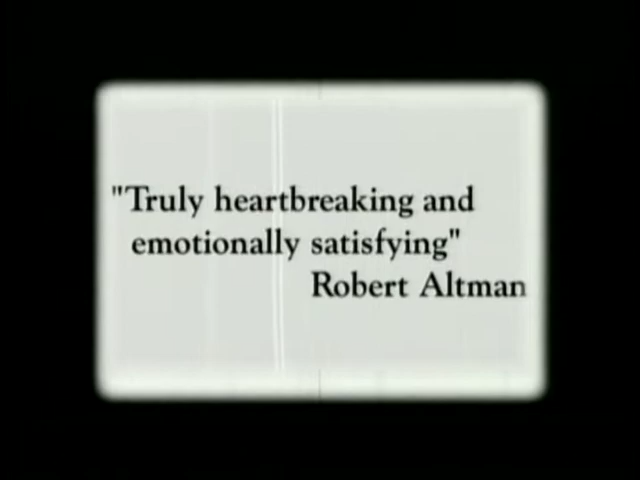 "Truly heartbreaking and
emotionally satisfying"
Robert Altman